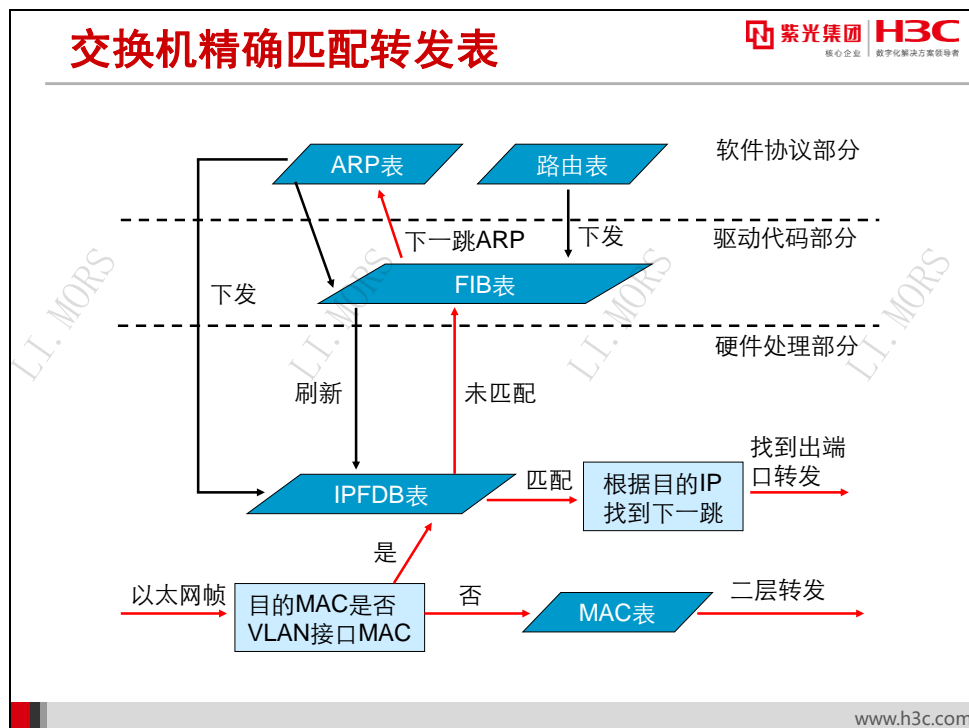 交换机精确匹配转发表
紫光集团 H3C
核心企业 数字化解决方案领导者
ARP表
路由表
软件协议部分
下一跳ARP
下发
驱动代码部分
FIB表
下发
硬件处理部分
LI.MORS
LI.MORS
LI.MORS
LI.MORS
刷新
未匹配
IPFDB表
匹配
根据目的IP
找到下一跳
找到出端
口转发
是
以太网帧
目的MAC是否
VLAN接口MAC
否
MAC表
二层转发
www.h3c.com